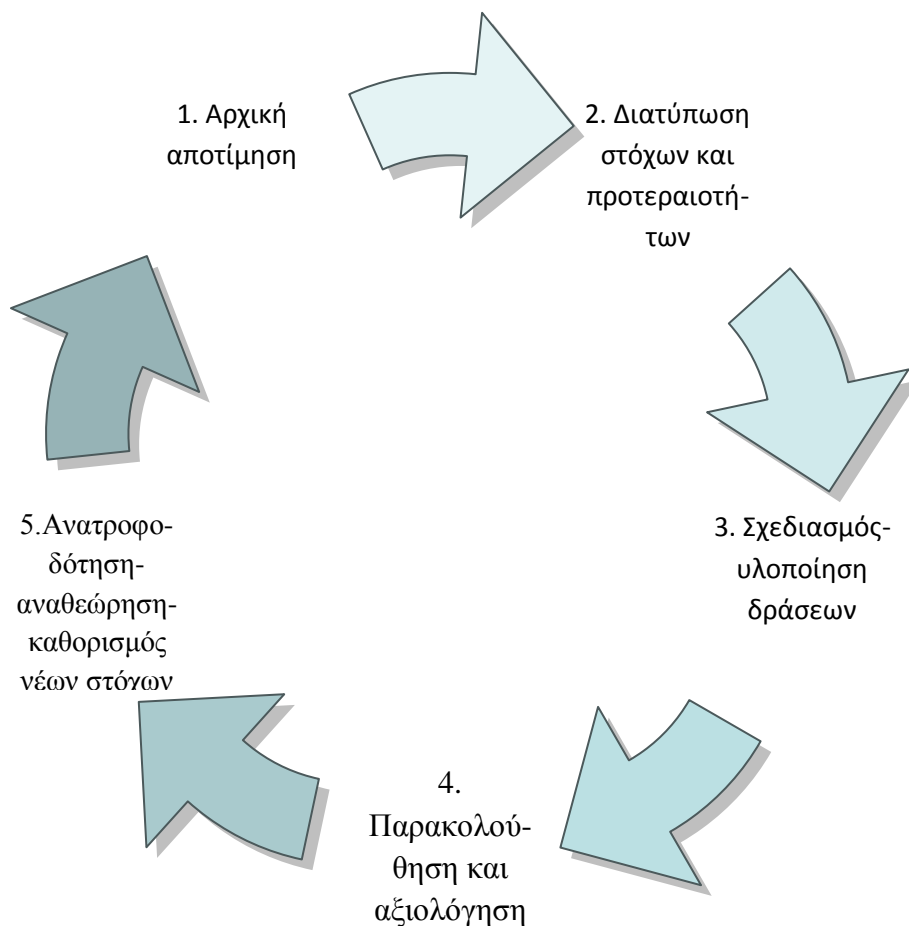 1. Αρχική
αποτίμηση
2. Διατύπωση
στόχων και
προτεραιοτή-
των
3. Σχεδιασμός-
υλοποίηση
δράσεων
4.
Παρακολού-
θηση και
αξιολόγηση
5.Ανατροφο-
δότηση-
αναθεώρηση-
καθορισμός
νέων στόχων